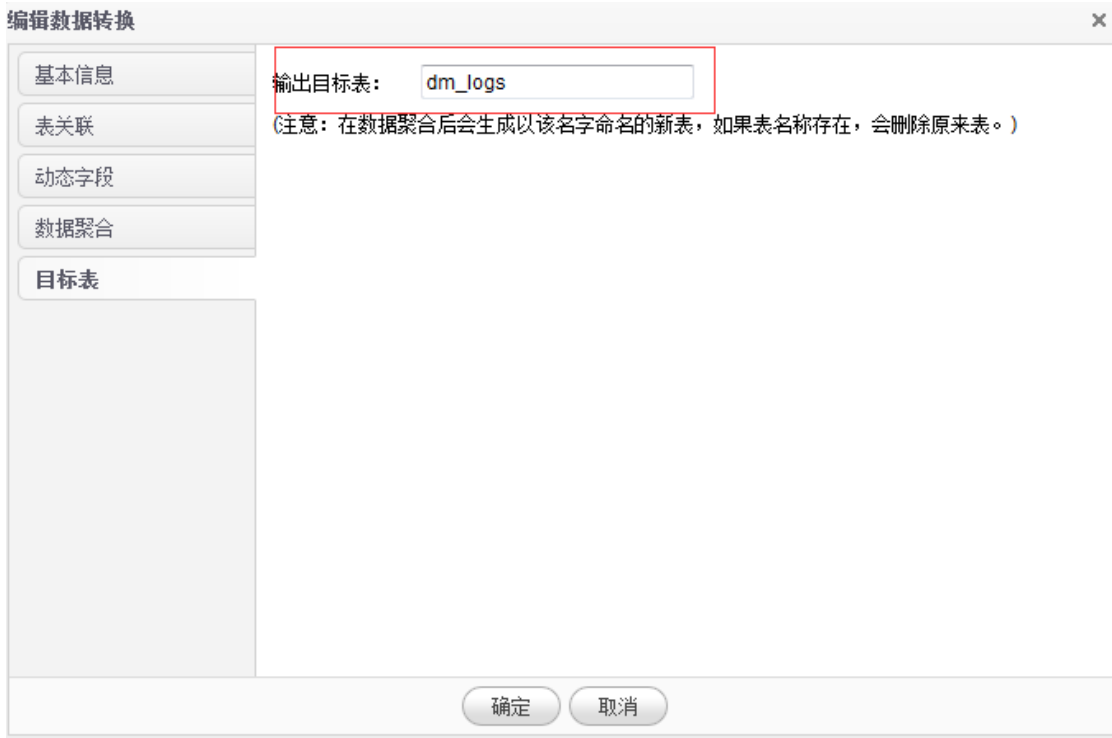 编辑数据转换
×
基本信息
表关联
动态字段
数据聚合
目标表
输出目标表： dm_logs
(注意：在数据聚合后会生成以该名字命名的新表，如果表名称存在，会删除原来表。)
确定
取消